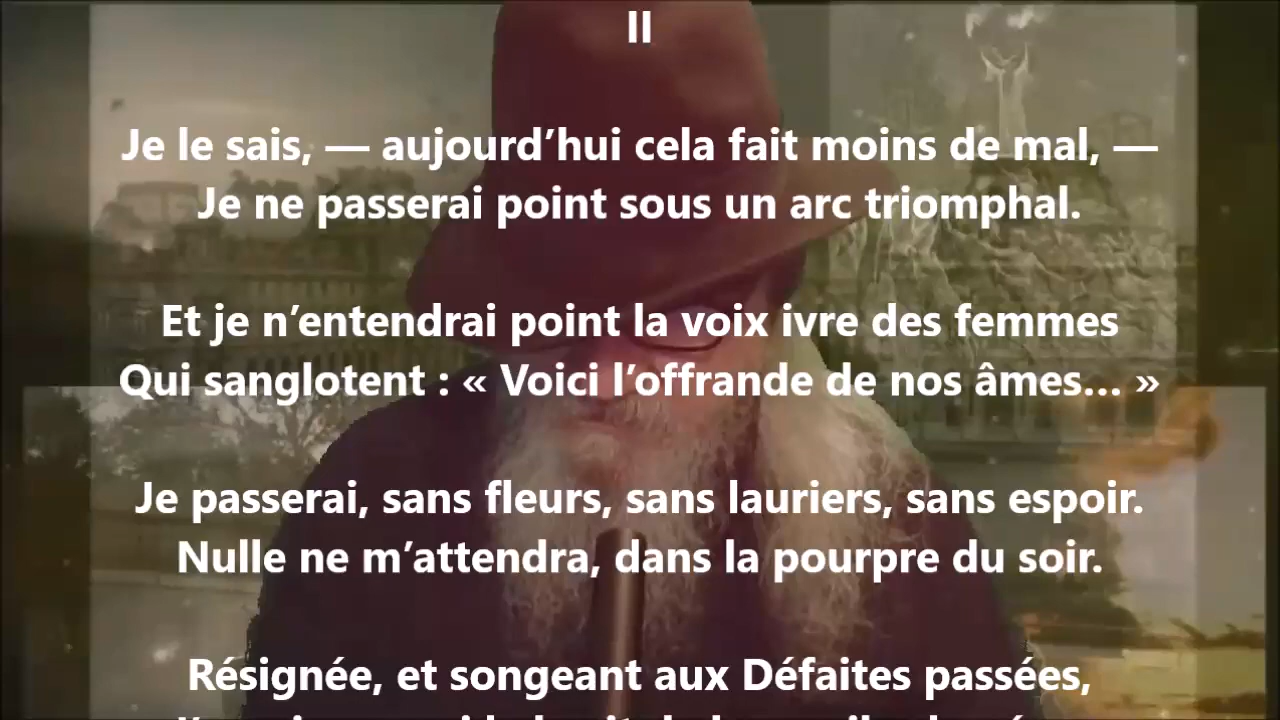 II
Je le sais, — aujourd’hui cela fait moins de mal, —
Je ne passerai point sous un arc triomphal.
Et je n’entendrai point la voix ivre des femmes
Qui sanglotent : « Voici l’offrande de nos âmes... »
Je passerai, sans fleurs, sans lauriers, sans espoir.
Nulle ne m’attendra, dans la pourpre du soir.
Résignée, et songeant aux Défaites passées,